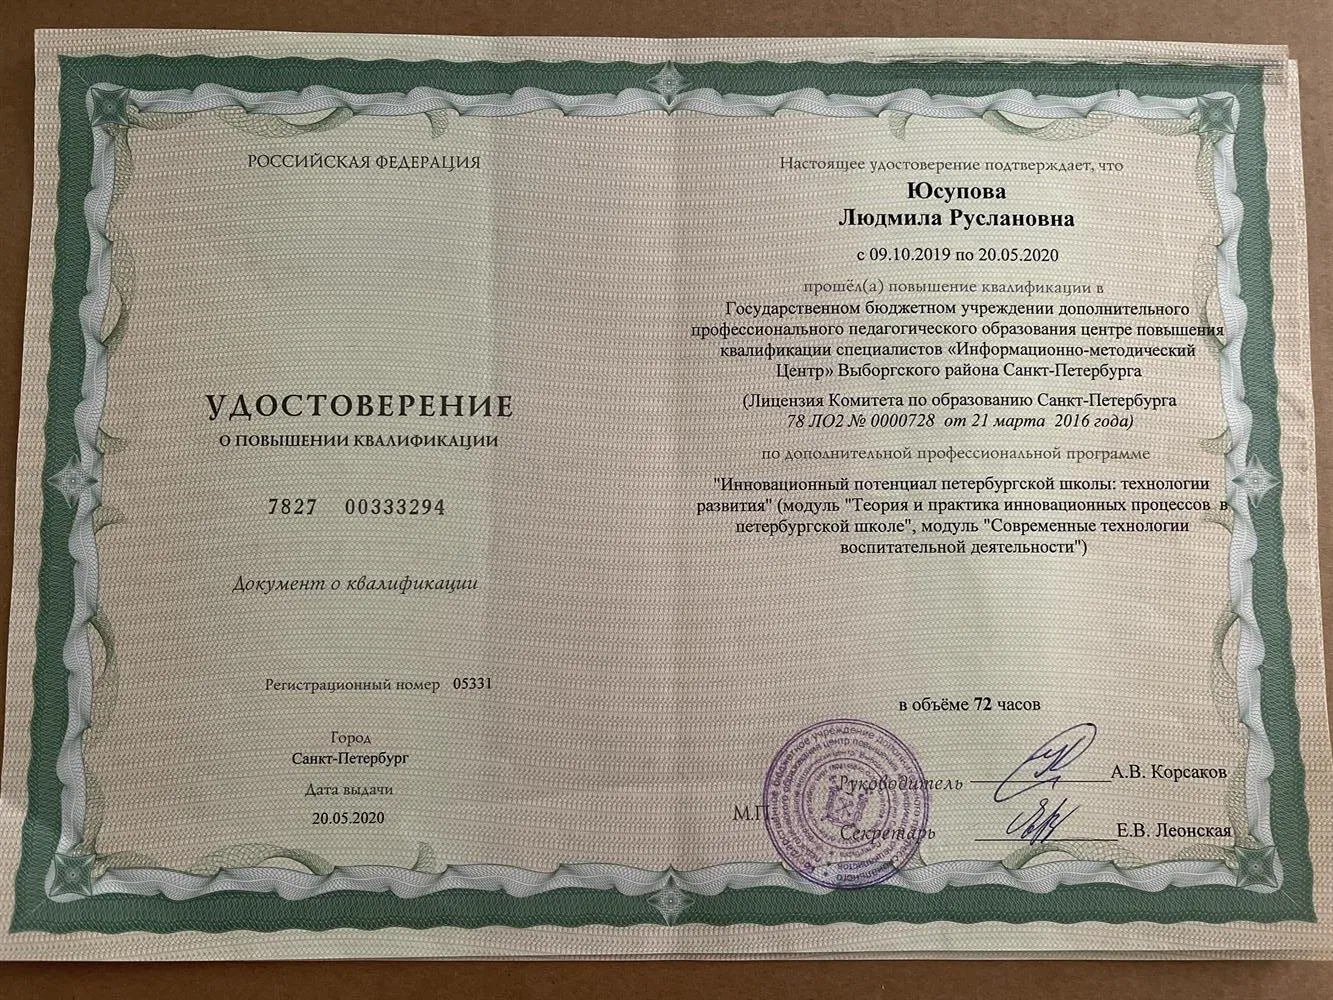 РОССИЙСКАЯ ФЕДЕРАЦИЯ
УДОСТОВЕРЕНИЕ
О ПОВЫШЕНИИ КВАЛИФИКАЦИИ
7827 00333294
Документ о квалификации
Регистрационный номер 05331
Город
Санкт-Петербург
Дата выдачи
20.05.2020
Настоящее удостоверение подтверждает, что
Юсупова
Людмила Руслановна
с 09.10.2019 по 20.05.2020
прошёл(а) повышение квалификации в
Государственном бюджетном учреждении дополнительного
профессионального педагогического образования центре повышения
квалификации специалистов «Информационно-методический
Центр» Выборгского района Санкт-Петербурга
(Лицензия Комитета по образованию Санкт-Петербурга
78 ЛО2 № 0000728 от 21 марта 2016 года)
по дополнительной профессиональной программе
"Инновационный потенциал петербургской школы: технологии
развития" (модуль "Теория и практика инновационных процессов в
петербургской школе", модуль "Современные технологии
воспитательной деятельности")
в объёме 72 часов
Руководитель А.В. Корсаков
М.П.
Секретарь Е.В. Леонская